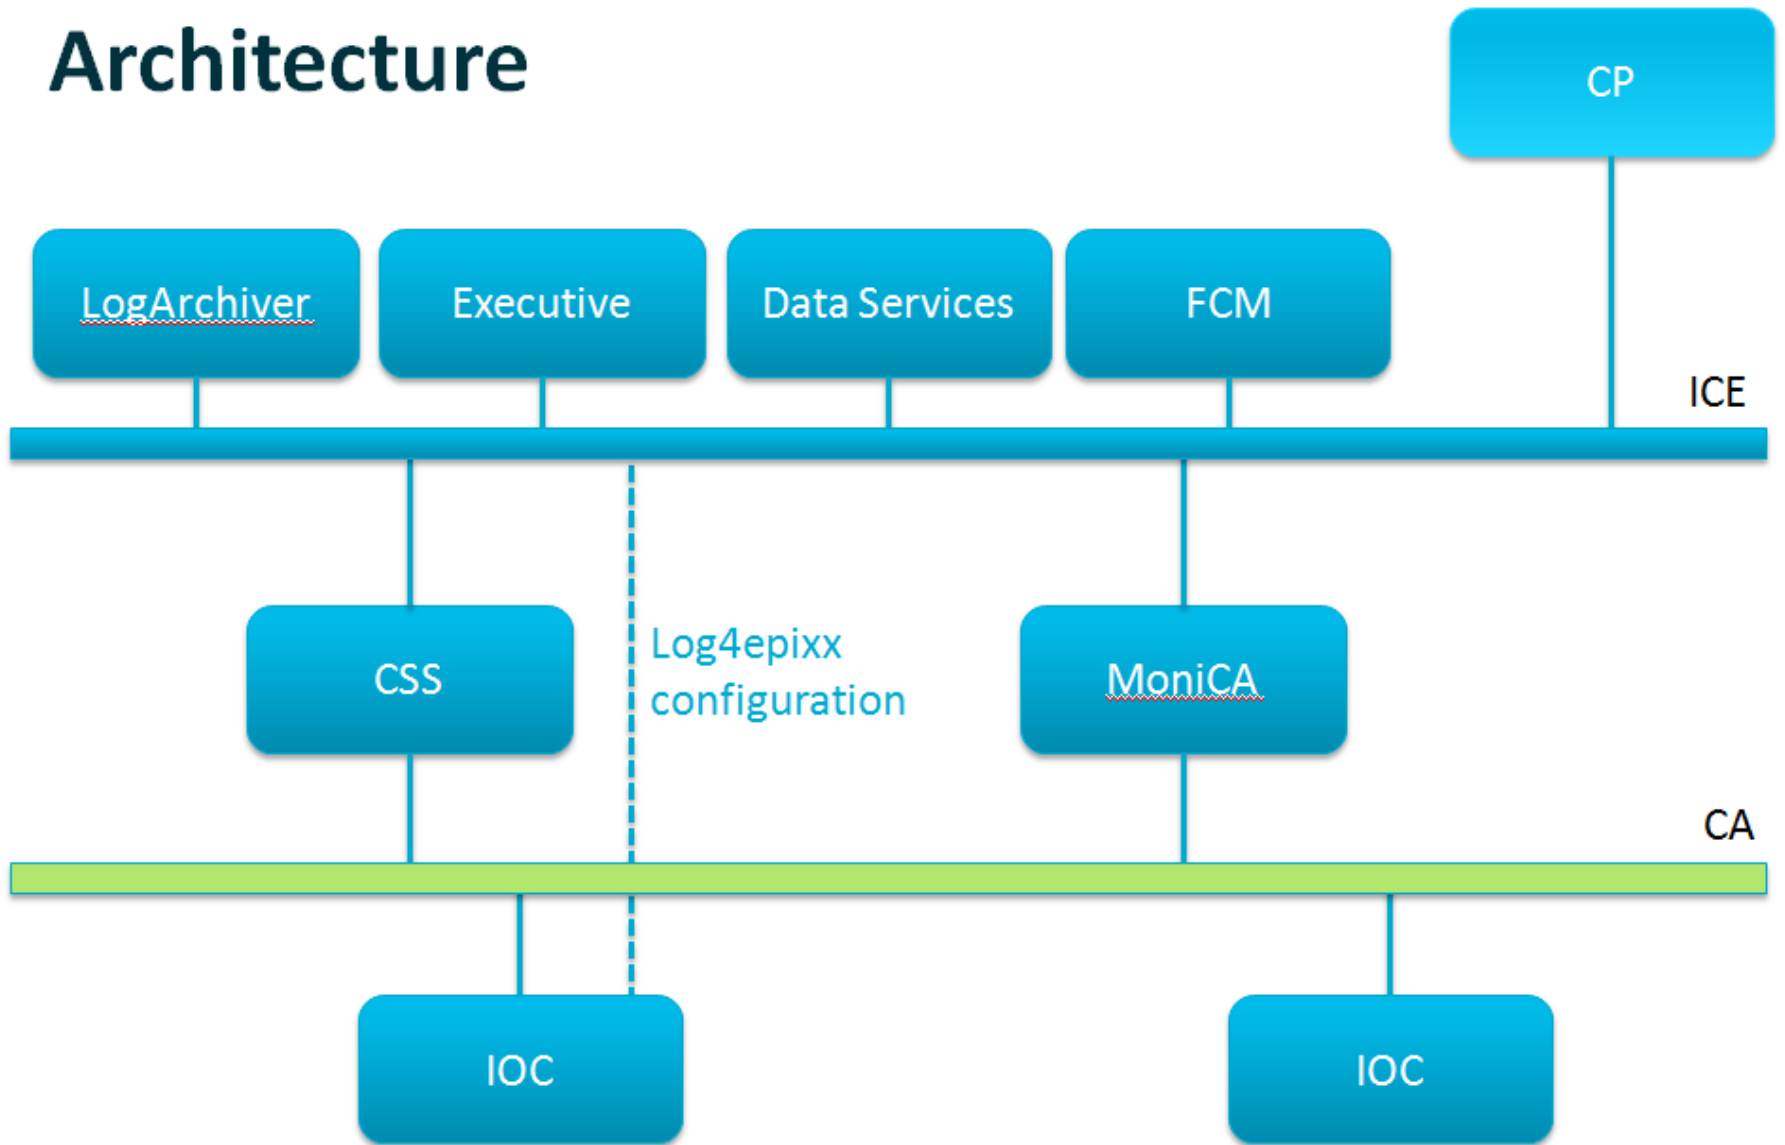 Architecture
CP
LogArchiver
Executive
Data Services
FCM
ICE
CSS
Log4epixx
configuration
MoniCA
CA
IOC
IOC